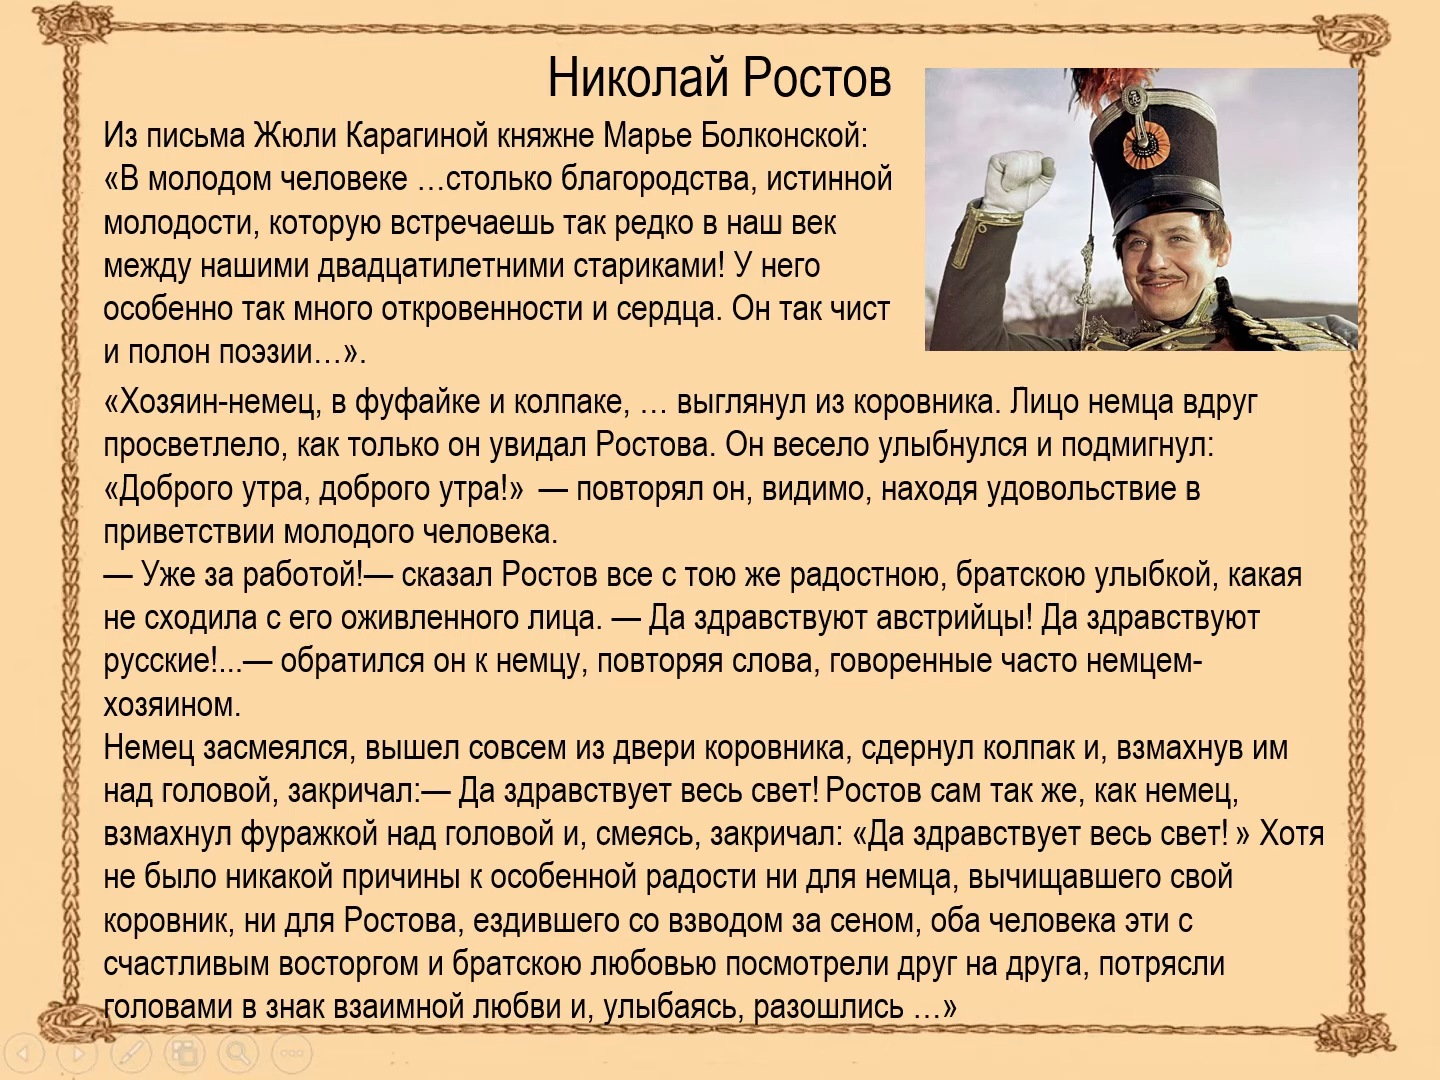 Николай Ростов
Из письма Жюли Карагиной княжне Марье Болконской:
«В молодом человеке …столько благородства, истинной
молодости, которую встречаешь так редко в наш век
между нашими двадцатилетними стариками! У него
особенно так много откровенности и сердца. Он так чист
и полон поэзии…».
«Хозяин-немец, в фуфайке и колпаке, … выглянул из коровника. Лицо немца вдруг
просветлело, как только он увидал Ростова. Он весело улыбнулся и подмигнул:
«Доброго утра, доброго утра!» — повторял он, видимо, находя удовольствие в
приветствии молодого человека.
— Уже за работой!— сказал Ростов все с тою же радостною, братскою улыбкой, какая
не сходила с его оживленного лица. — Да здравствуют австрийцы! Да здравствуют
русские!...— обратился он к немцу, повторяя слова, говоренные часто немцем-
хозяином.
Немец засмеялся, вышел совсем из двери коровника, сдернул колпак и, взмахнув им
над головой, закричал:— Да здравствует весь свет! Ростов сам так же, как немец,
взмахнул фуражкой над головой и, смеясь, закричал: «Да здравствует весь свет! » Хотя
не было никакой причины к особенной радости ни для немца, вычищавшего свой
коровник, ни для Ростова, ездившего со взводом за сеном, оба человека эти с
счастливым восторгом и братскою любовью посмотрели друг на друга, потрясли
головами в знак взаимной любви и, улыбаясь, разошлись …»